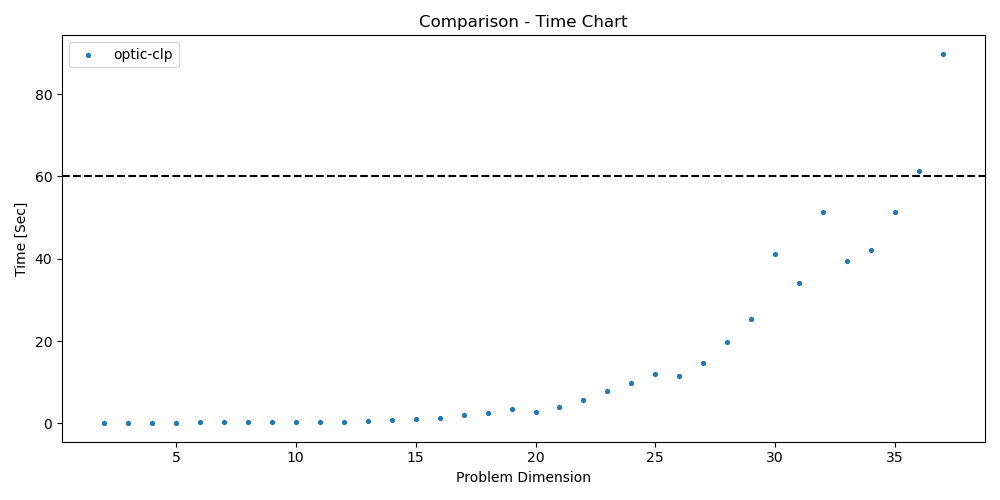 Comparison - Time Chart
optic-clp
80
60
40
20
0
Time [Sec]
5 10 15 20 25 30 35
Problem Dimension